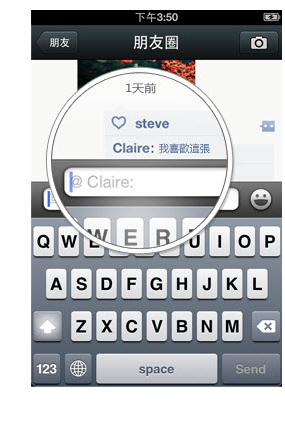 下午3:50
朋友
朋友圈
1天前
steve
Claire: 我喜歡這張
@ Claire:
Q W E R U I O P
A S D F G H J K L
Z X C V B N M
123 space Send